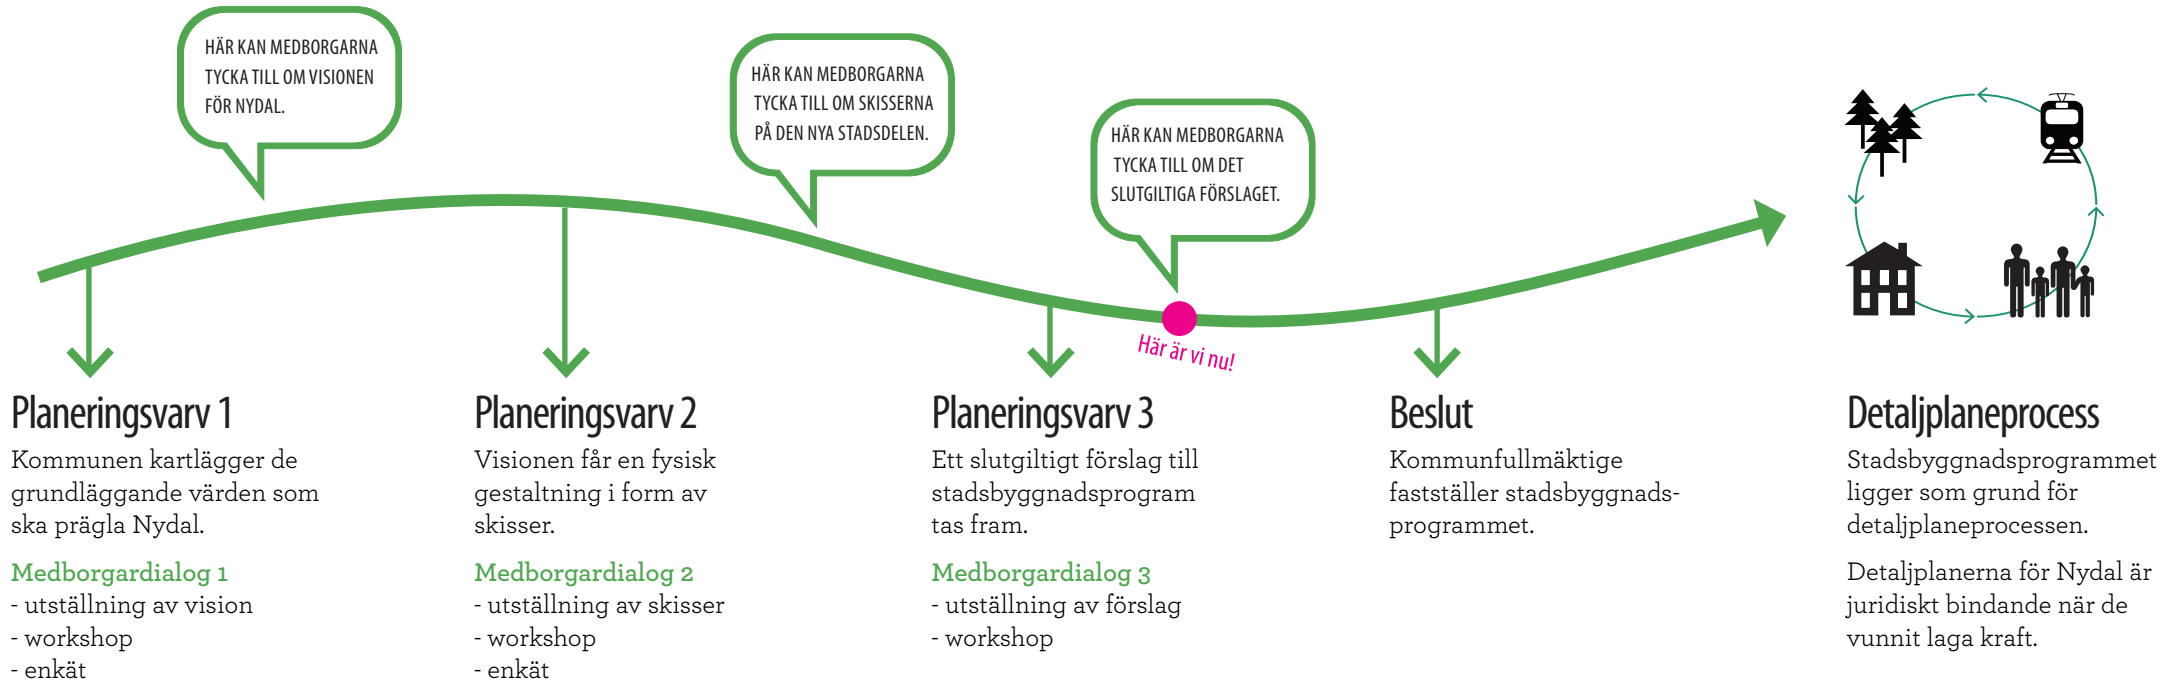 HÄR KAN MEDBORGARNA
TYCKA TILL OM VISIONEN
FÖR NYDAL.
HÄR KAN MEDBORGARNA
TYCKA TILL OM SKISSERNA
PÅ DEN NYA STADSDELEN.
HÄR KAN MEDBORGARNA
TYCKA TILL OM DET
SLUTGILTIGA FÖRSLAGET.
Här är vi nu!
Planeringsvarv 1
Kommunen kartlägger de
grundläggande värden som
ska prägla Nydal.
Medborgardialog 1
- utställning av vision
- workshop
- enkät
Planeringsvarv 2
Visionen får en fysisk
gestaltning i form av
skisser.
Medborgardialog 2
- utställning av skisser
- workshop
- enkät
Planeringsvarv 3
Ett slutgiltigt förslag till
stadsbyggnadsprogram
tas fram.
Medborgardialog 3
- utställning av förslag
- workshop
Beslut
Kommunfullmäktige
fastställer stadsbyggnads-
programmet.
Detaljplaneprocess
Stadsbyggnadsprogrammet
ligger som grund för
detaljplaneprocessen.
Detaljplanerna för Nydal är
juridiskt bindande när de
vunnit laga kraft.